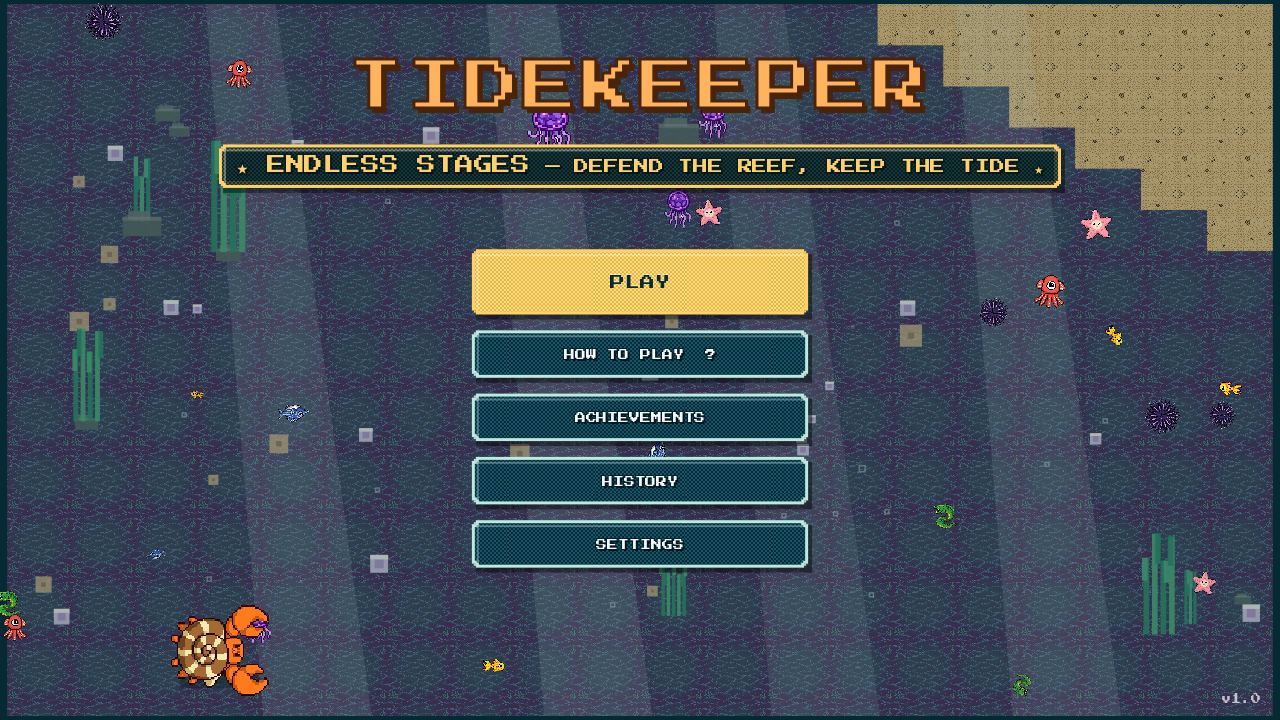 TIDEKEEPER
★ ENDLESS STAGES – DEFEND THE REEF, KEEP THE TIDE ★
PLAY
HOW TO PLAY ?
ACHIEVEMENTS
HISTORY
SETTINGS
v1.0